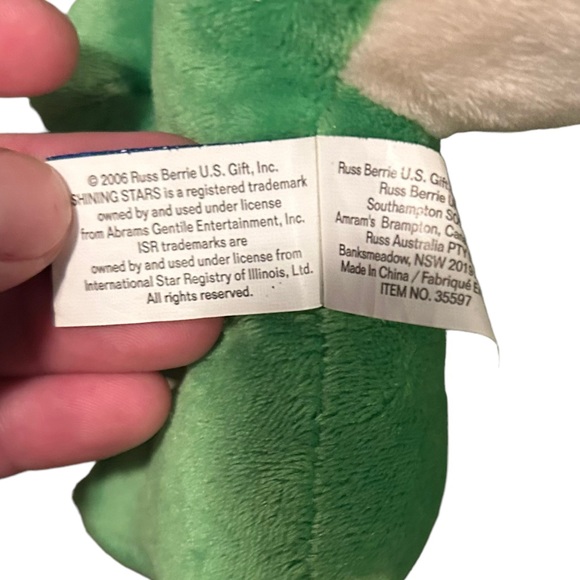 © 2006 Russ Berrie U.S. Gift, Inc.
SHINING STARS is a registered trademark
owned by and used under license
from Abrams Gentile Entertainment, Inc.
ISR trademarks are
owned by and used under license from
International Star Registry of Illinois, Ltd.
All rights reserved.
Russ Berrie U.S. Gift
Russ Berrie
Southampton
Amram's Brampton,
Russ Australia PTY
Banksmeadow, NSW 2019
Made In China / Fabriqué
ITEM NO. 35597